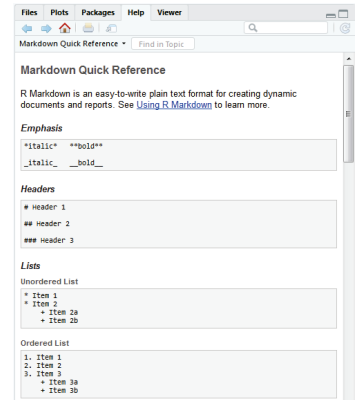 Files Plots Packages Help Viewer
Markdown Quick Reference Find in Topic
Markdown Quick Reference
R Markdown is an easy-to-write plain text format for creating dynamic
documents and reports. See Using R Markdown to learn more.
Emphasis
*italic* **bold**
_italic_ __bold__
Headers
# Header 1
## Header 2
### Header 3
Lists
Unordered List
* Item 1
* Item 2
+ Item 2a
+ Item 2b
Ordered List
1. Item 1
2. Item 2
3. Item 3
+ Item 3a
+ Item 3b